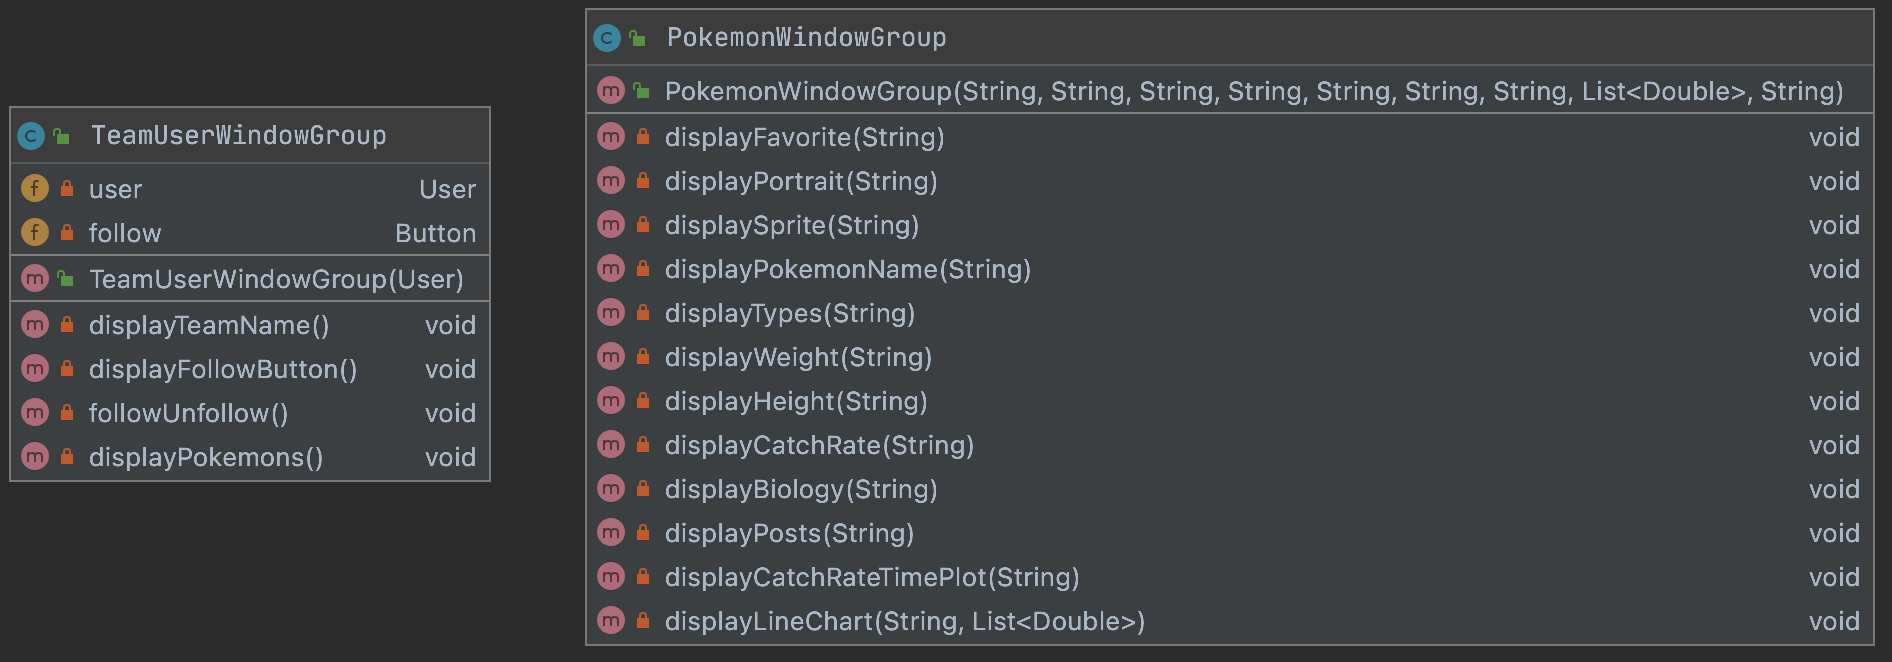 TeamUserWindowGroup
user User
follow Button
TeamUserWindowGroup(User)
displayTeamName() void
displayFollowButton() void
followUnfollow() void
displayPokemons() void
PokemonWindowGroup
PokemonWindowGroup(String, String, String, String, String, String, String, List<Double>, String)
displayFavorite(String) void
displayPortrait(String) void
displaySprite(String) void
displayPokemonName(String) void
displayTypes(String) void
displayWeight(String) void
displayHeight(String) void
displayCatchRate(String) void
displayBiology(String) void
displayPosts(String) void
displayCatchRateTimePlot(String) void
displayLineChart(String, List<Double>) void